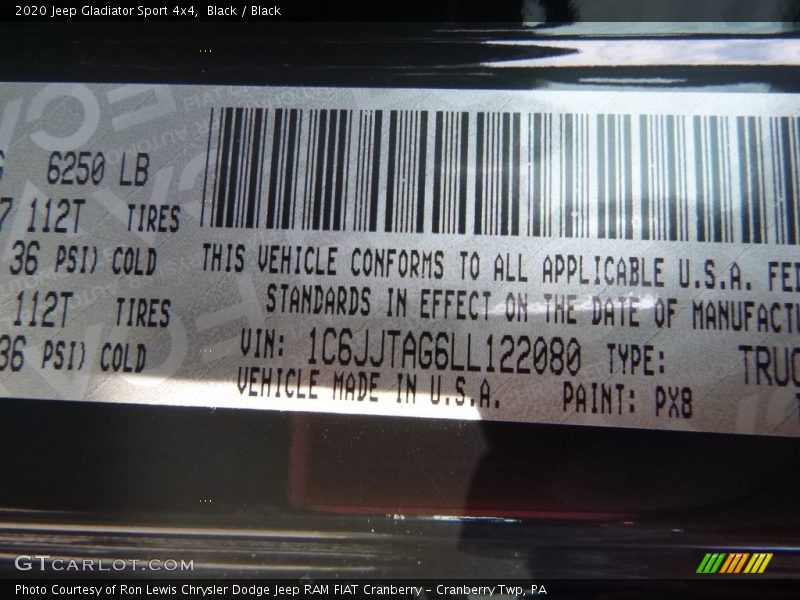 2020 Jeep Gladiator Sport 4x4, Black / Black
6250 LB
7 112T TIRES
36 PSI) COLD
112T TIRES
36 PSI) COLD
THIS VEHICLE CONFORMS TO ALL APPLICABLE U.S.A. FED
STANDARDS IN EFFECT ON THE DATE OF MANUFACTU
VIN: 1C6JJTAG6LL122080 TYPE: TRUC
VEHICLE MADE IN U.S.A. PAINT: PX8
GTCARLOT.COM
Photo Courtesy of Ron Lewis Chrysler Dodge Jeep RAM FIAT Cranberry – Cranberry Twp, PA